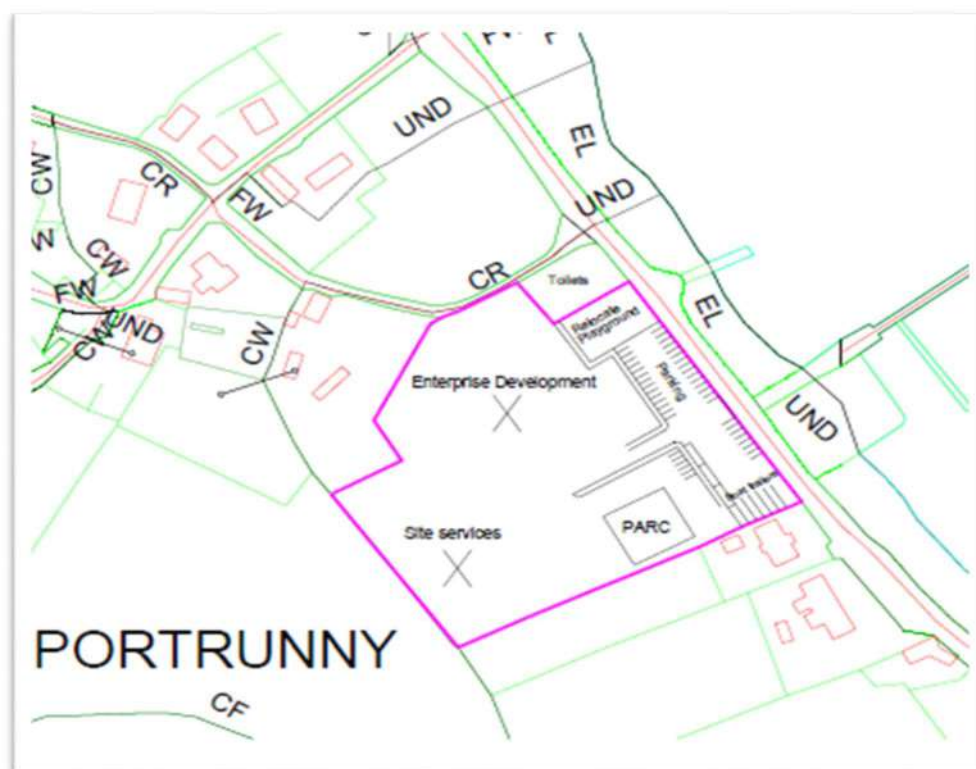 UND
EL
CW
CR
FW
UND
CR
Toilets
EL
CW
FW
UND
CW
CW
Relocate
Playground
Parking
Enterprise Development
UND
Site services
PARC
PORTRUNNY
CF